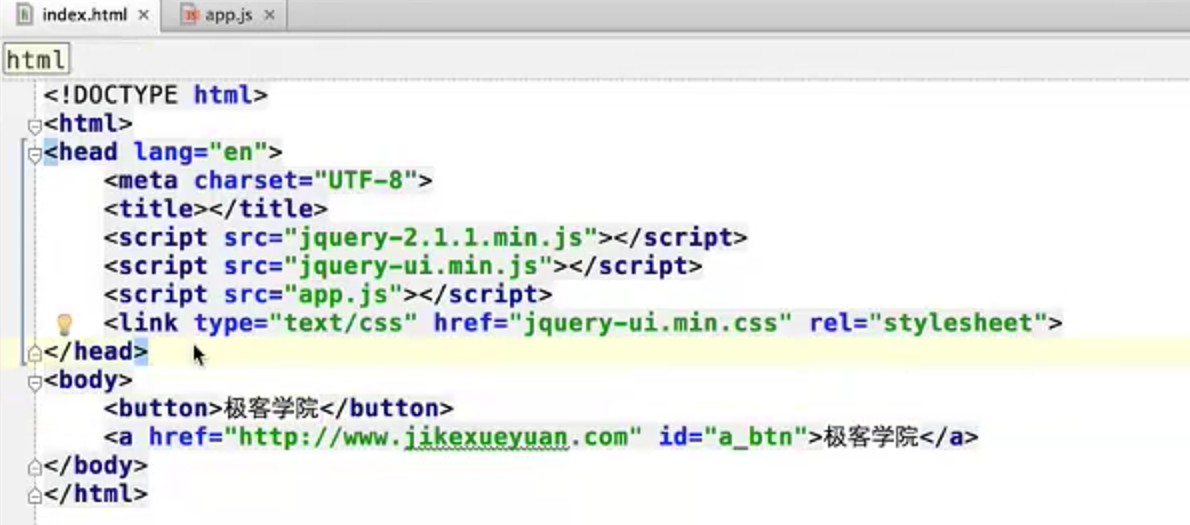 index.html × app.js ×
html
<!DOCTYPE html>
<html>
<head lang="en">
    <meta charset="UTF-8">
    <title></title>
    <script src="jquery-2.1.1.min.js"></script>
    <script src="jquery-ui.min.js"></script>
    <script src="app.js"></script>
    <link type="text/css" href="jquery-ui.min.css" rel="stylesheet">
</head>
<body>
    <button>极客学院</button>
    <a href="http://www.jikexueyuan.com" id="a_btn">极客学院</a>
</body>
</html>